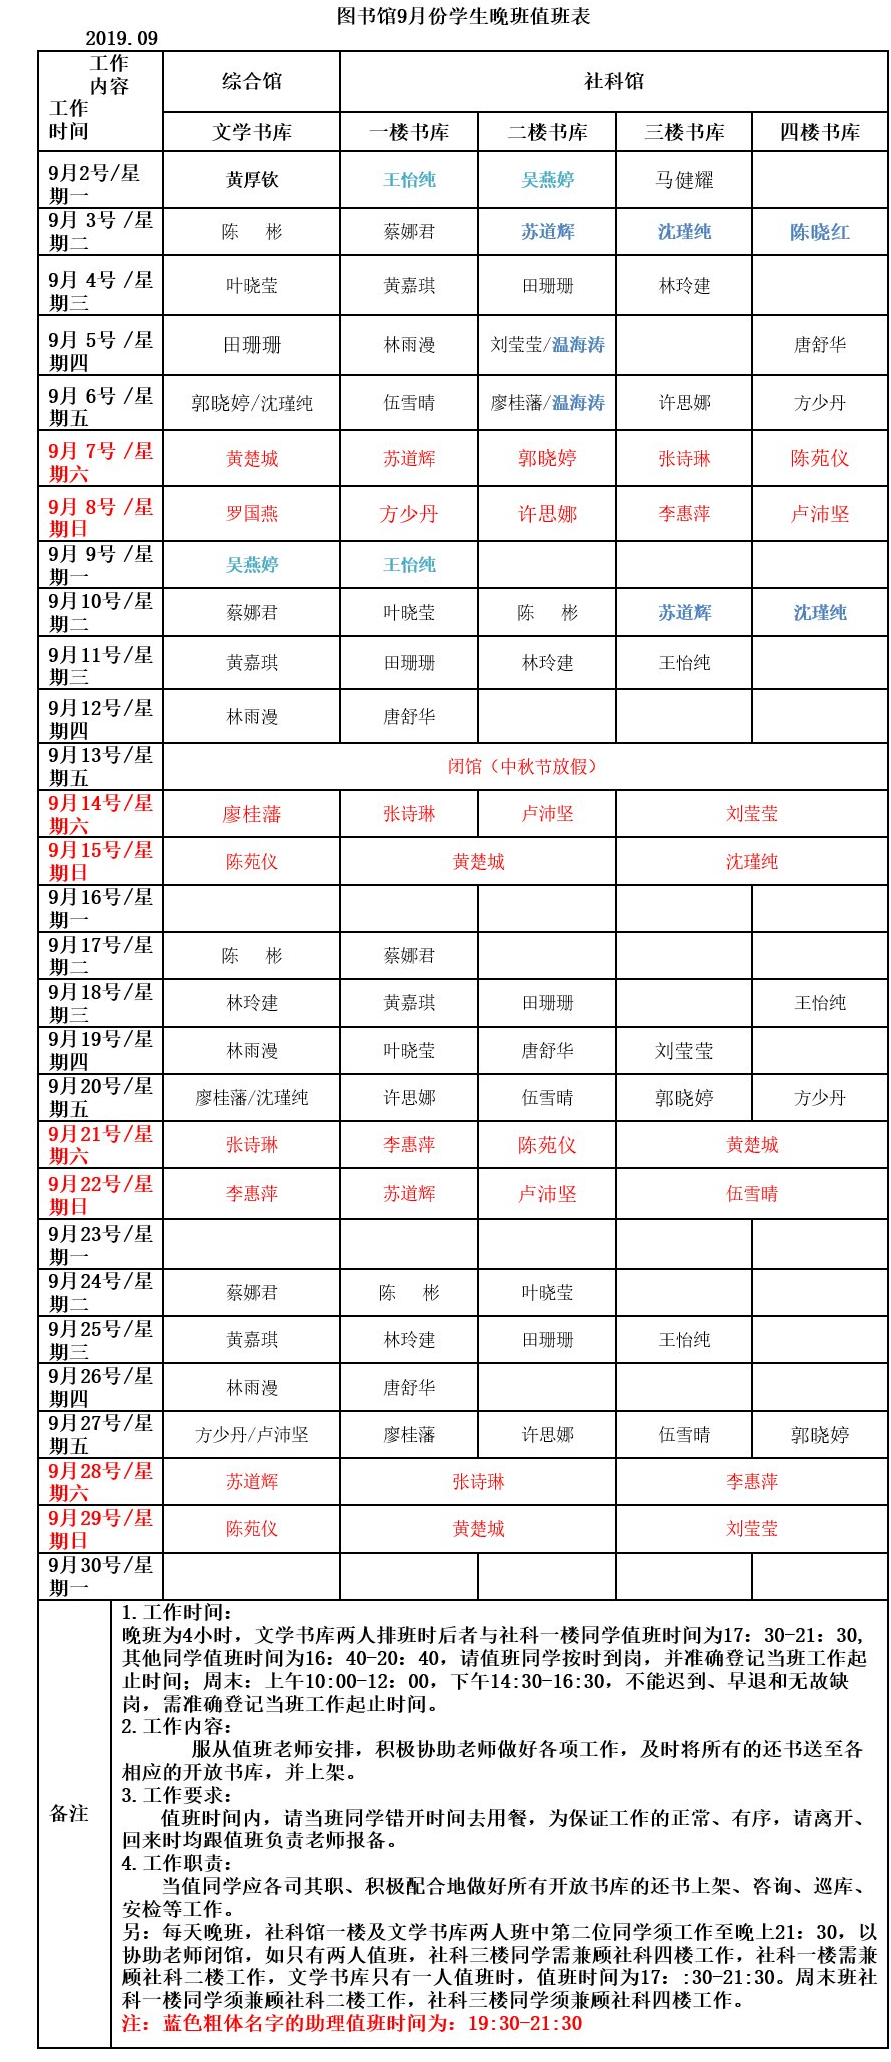 图书馆9月份学生晚班值班表
2019.09
工作
内容
工作
时间
综合馆
社科馆
文学书库
一楼书库
二楼书库
三楼书库
四楼书库
9月2号/星
期一
黄厚钦
王怡纯
吴燕婷
马健耀
9月 3号 /星
期二
陈 彬
蔡娜君
苏道辉
沈瑾纯
陈晓红
9月 4号 /星
期三
叶晓莹
黄嘉琪
田珊珊
林玲建
9月 5号 /星
期四
田珊珊
林雨漫
刘莹莹/温海涛
唐舒华
9月 6号 /星
期五
郭晓婷/沈瑾纯
伍雪晴
廖桂藩/温海涛
许思娜
方少丹
9月 7号 /星
期六
黄楚城
苏道辉
郭晓婷
张诗琳
陈苑仪
9月 8号 /星
期日
罗国燕
方少丹
许思娜
李惠萍
卢沛坚
9月 9号 /星
期一
吴燕婷
王怡纯
9月10号/星
期二
蔡娜君
叶晓莹
陈 彬
苏道辉
沈瑾纯
9月11号/星
期三
黄嘉琪
田珊珊
林玲建
王怡纯
9月12号/星
期四
林雨漫
唐舒华
9月13号/星
期五
闭馆（中秋节放假）
9月14号/星
期六
廖桂藩
张诗琳
卢沛坚
刘莹莹
9月15号/星
期日
陈苑仪
黄楚城
沈瑾纯
9月16号/星
期一
9月17号/星
期二
陈 彬
蔡娜君
9月18号/星
期三
林玲建
黄嘉琪
田珊珊
王怡纯
9月19号/星
期四
林雨漫
叶晓莹
唐舒华
刘莹莹
9月20号/星
期五
廖桂藩/沈瑾纯
许思娜
伍雪晴
郭晓婷
方少丹
9月21号/星
期六
张诗琳
李惠萍
陈苑仪
黄楚城
9月22号/星
期日
李惠萍
苏道辉
卢沛坚
伍雪晴
9月23号/星
期一
9月24号/星
期二
蔡娜君
陈 彬
叶晓莹
9月25号/星
期三
黄嘉琪
林玲建
田珊珊
王怡纯
9月26号/星
期四
林雨漫
唐舒华
9月27号/星
期五
方少丹/卢沛坚
廖桂藩
许思娜
伍雪晴
郭晓婷
9月28号/星
期六
苏道辉
张诗琳
李惠萍
9月29号/星
期日
陈苑仪
黄楚城
刘莹莹
9月30号/星
期一
备注
1.工作时间：
晚班为4小时，文学书库两人排班时后者与社科一楼同学值班时间为17：30-21：30,
其他同学值班时间为16：40-20：40，请值班同学按时到岗，并准确登记当班工作起
止时间；周末：上午10:00-12：00，下午14:30-16:30，不能迟到、早退和无故缺
岗，需准确登记当班工作起止时间。
2.工作内容：
服从值班老师安排，积极协助老师做好各项工作，及时将所有的还书送至各
相应的开放书库，并上架。
3.工作要求：
值班时间内，请当班同学错开时间去用餐，为保证工作的正常、有序，请离开、
回来时均跟值班负责老师报备。
4.工作职责：
当值同学应各司其职、积极配合地做好所有开放书库的还书上架、咨询、巡库、
安检等工作。
另：每天晚班，社科馆一楼及文学书库两人班中第二位同学须工作至晚上21：30，以
协助老师闭馆，如只有两人值班，社科三楼同学需兼顾社科四楼工作，社科一楼需兼
顾社科二楼工作，文学书库只有一人值班时，值班时间为17：:30-21:30。周末班社
科一楼同学须兼顾社科二楼工作，社科三楼同学须兼顾社科四楼工作。
注：蓝色粗体名字的助理值班时间为：19:30-21:30